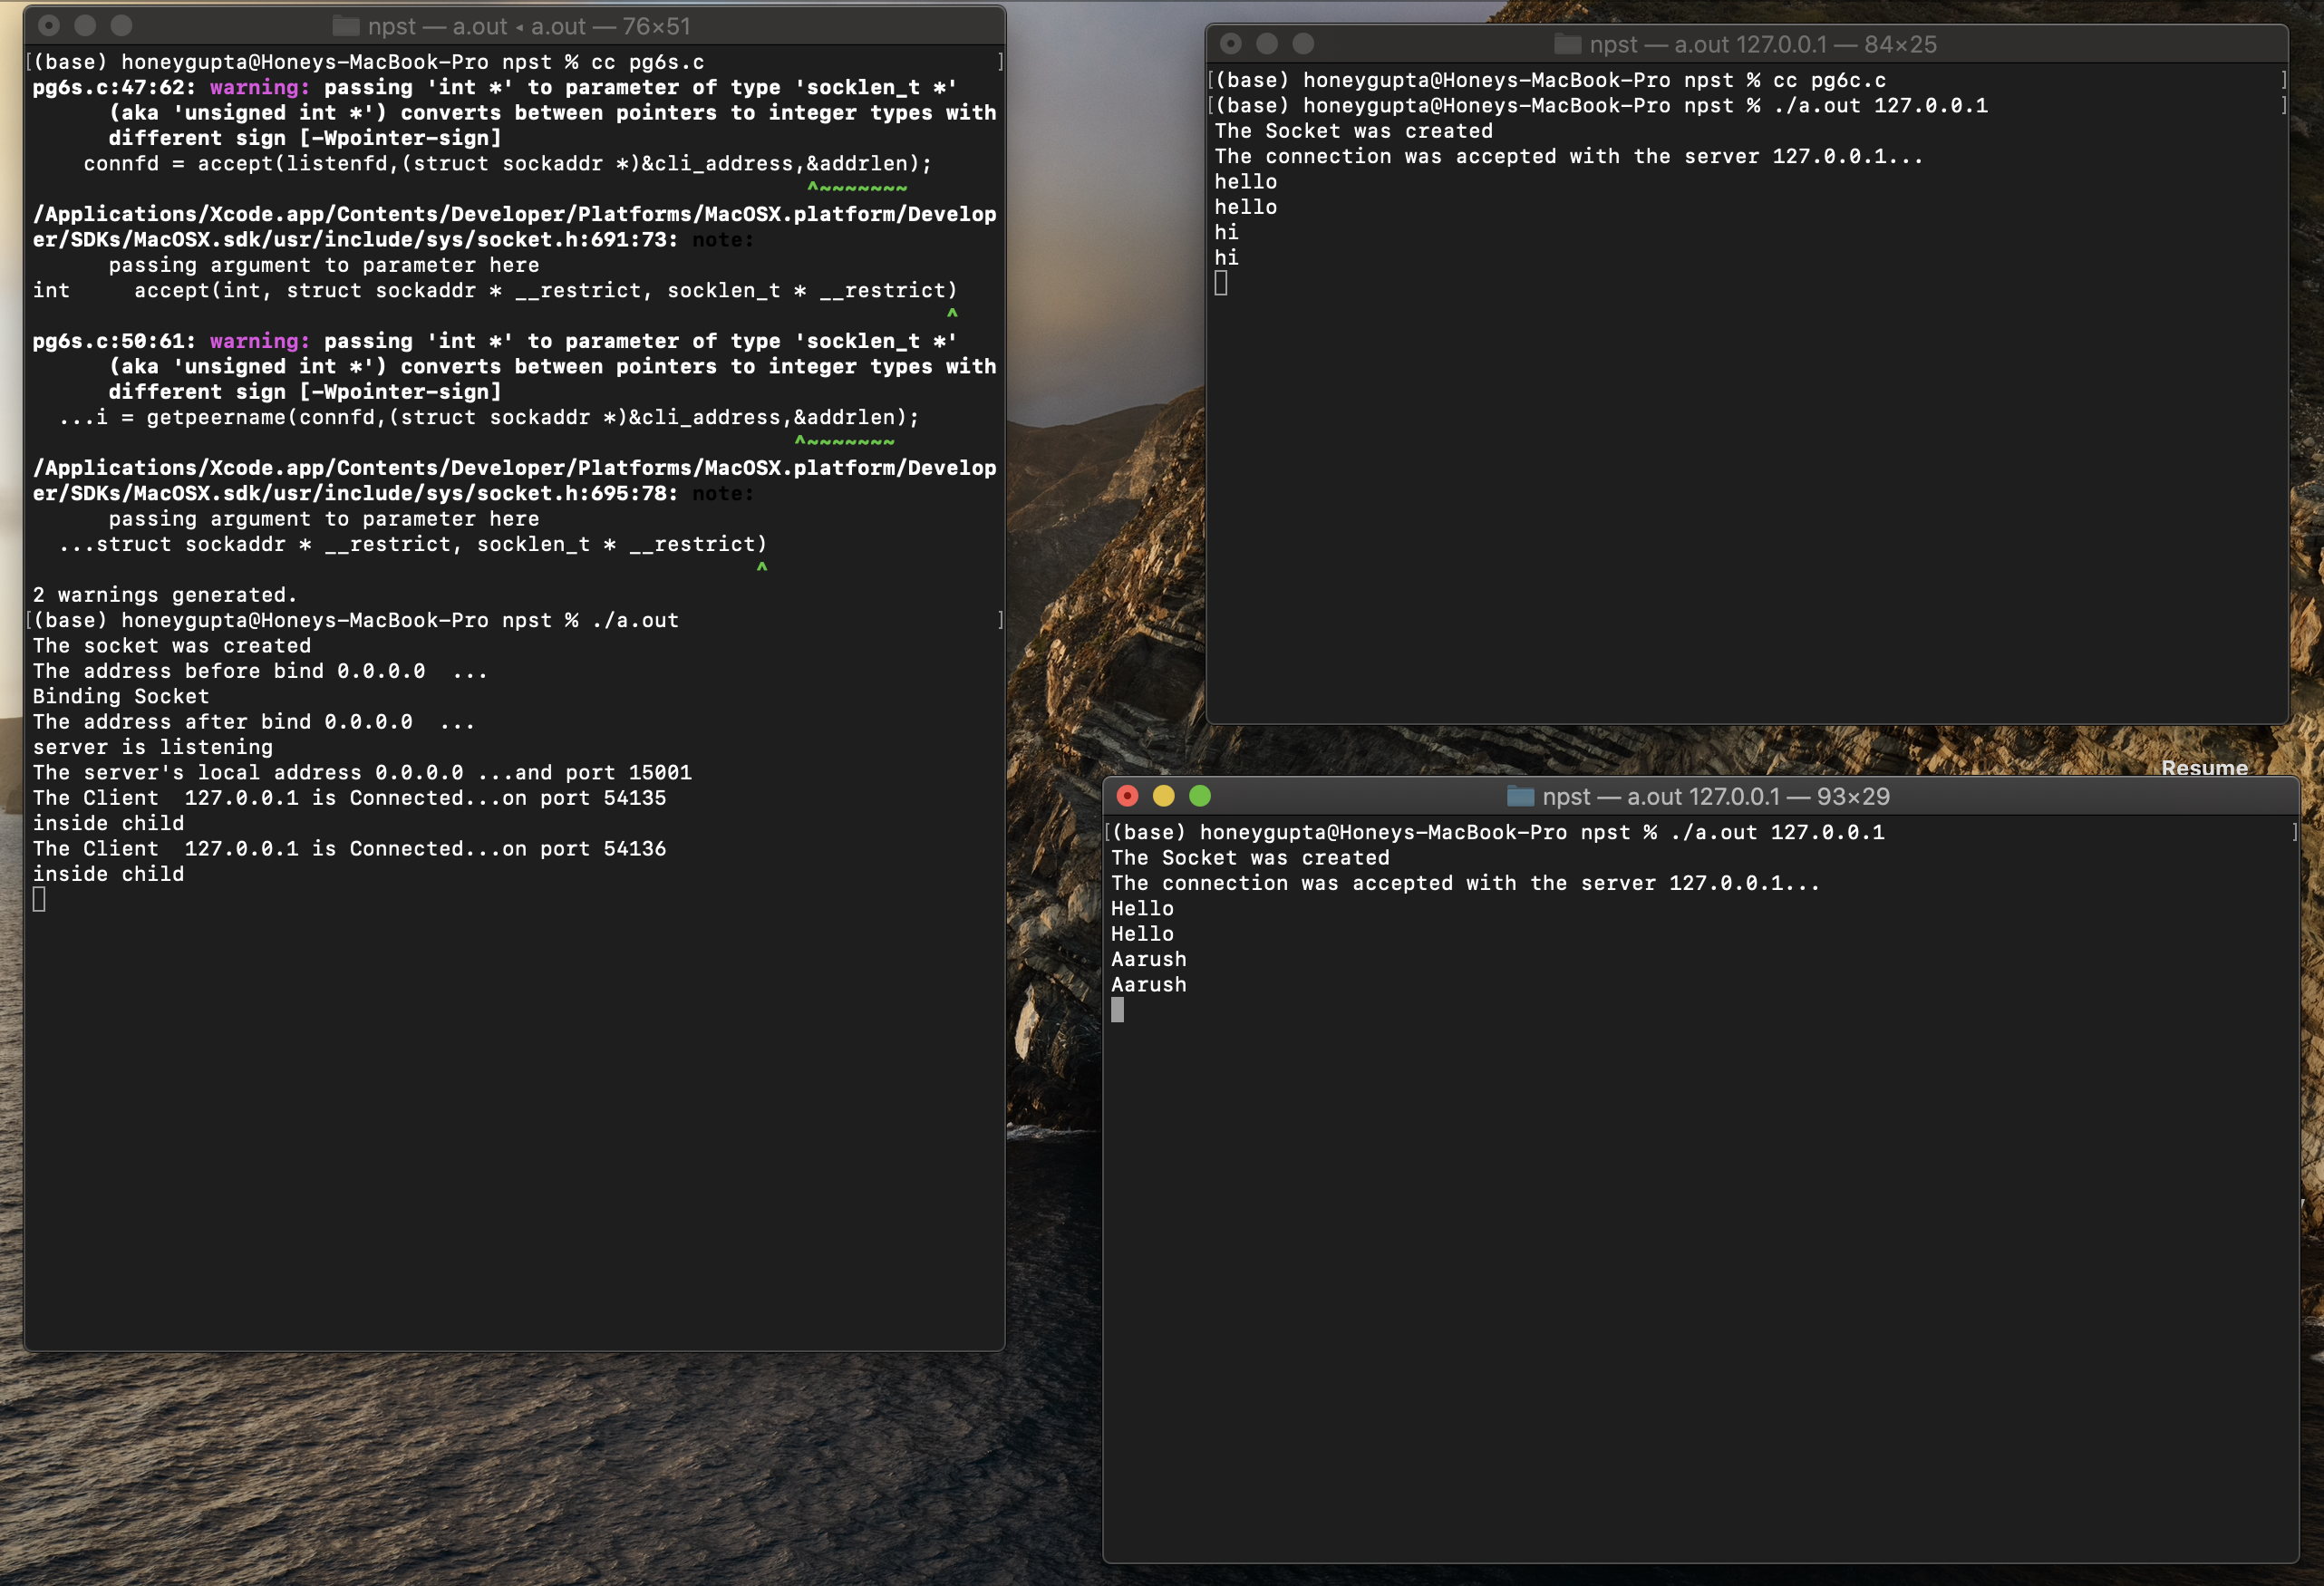 npst — a.out ◂ a.out — 76×51
[(base) honeygupta@Honeys-MacBook-Pro npst % cc pg6s.c ]
pg6s.c:47:62: warning: passing 'int *' to parameter of type 'socklen_t *'
      (aka 'unsigned int *') converts between pointers to integer types with
      different sign [-Wpointer-sign]
    connfd = accept(listenfd,(struct sockaddr *)&cli_address,&addrlen);
                                                             ^~~~~~~~
/Applications/Xcode.app/Contents/Developer/Platforms/MacOSX.platform/Develop
er/SDKs/MacOSX.sdk/usr/include/sys/socket.h:691:73: note:
      passing argument to parameter here
int     accept(int, struct sockaddr * __restrict, socklen_t * __restrict)
                                                                        ^
pg6s.c:50:61: warning: passing 'int *' to parameter of type 'socklen_t *'
      (aka 'unsigned int *') converts between pointers to integer types with
      different sign [-Wpointer-sign]
  ...i = getpeername(connfd,(struct sockaddr *)&cli_address,&addrlen);
                                                            ^~~~~~~~
/Applications/Xcode.app/Contents/Developer/Platforms/MacOSX.platform/Develop
er/SDKs/MacOSX.sdk/usr/include/sys/socket.h:695:78: note:
      passing argument to parameter here
  ...struct sockaddr * __restrict, socklen_t * __restrict)
                                                         ^
2 warnings generated.
[(base) honeygupta@Honeys-MacBook-Pro npst % ./a.out ]
The socket was created
The address before bind 0.0.0.0  ...
Binding Socket
The address after bind 0.0.0.0  ...
server is listening
The server's local address 0.0.0.0 ...and port 15001
The Client  127.0.0.1 is Connected...on port 54135
inside child
The Client  127.0.0.1 is Connected...on port 54136
inside child
npst — a.out 127.0.0.1 — 84×25
[(base) honeygupta@Honeys-MacBook-Pro npst % cc pg6c.c ]
[(base) honeygupta@Honeys-MacBook-Pro npst % ./a.out 127.0.0.1 ]
The Socket was created
The connection was accepted with the server 127.0.0.1...
hello
hello
hi
hi
Resume
npst — a.out 127.0.0.1 — 93×29
[(base) honeygupta@Honeys-MacBook-Pro npst % ./a.out 127.0.0.1 ]
The Socket was created
The connection was accepted with the server 127.0.0.1...
Hello
Hello
Aarush
Aarush